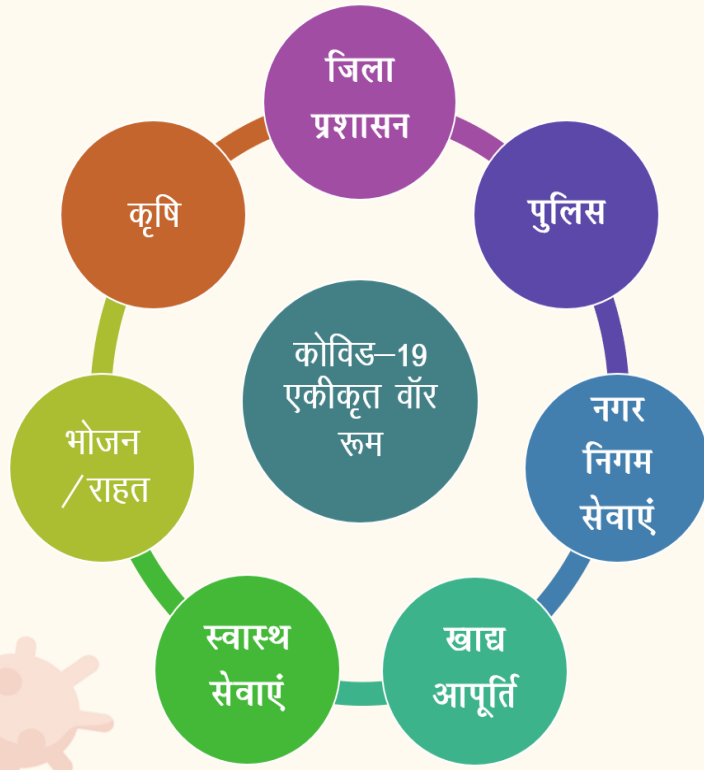 जिला
प्रशासन
पुलिस
नगर
निगम
सेवाएं
खाद्य
आपूर्ति
स्वास्थ
सेवाएं
भोजन
/राहत
कृषि
कोविड–19
एकीकृत वॉर
रूम